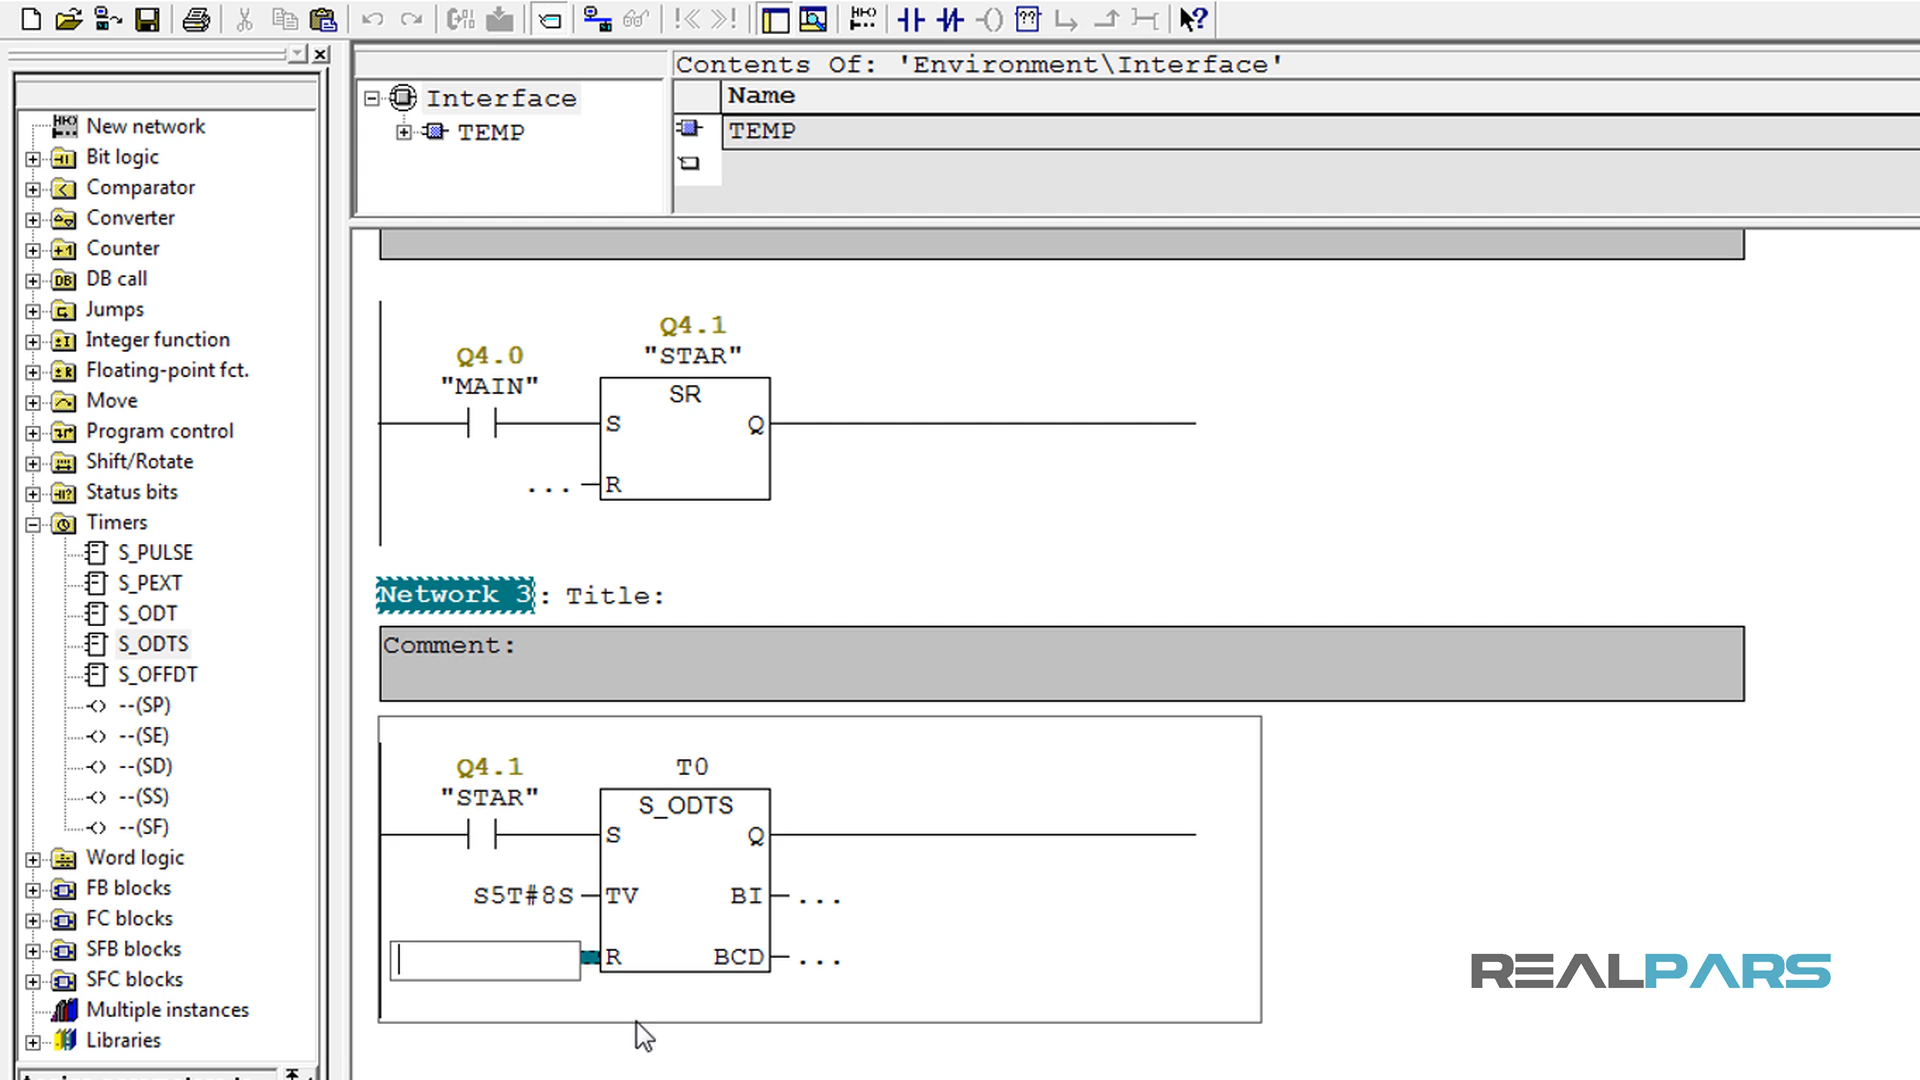 Contents Of: 'Environment\Interface'
Interface
TEMP
Name
TEMP
New network
Bit logic
Comparator
Converter
Counter
DB call
Jumps
Integer function
Floating-point fct.
Move
Program control
Shift/Rotate
Status bits
Timers
S_PULSE
S_PEXT
S_ODT
S_ODTS
S_OFFDT
--(SP)
--(SE)
--(SD)
--(SS)
--(SF)
Word logic
FB blocks
FC blocks
SFB blocks
SFC blocks
Multiple instances
Libraries
Q4.0
"MAIN"
Q4.1
"STAR"
SR
S Q
... R
Network 3 : Title:
Comment:
Q4.1
"STAR"
T0
S_ODTS
S Q
S5T#8S TV BI ...
R BCD ...
REALPARS